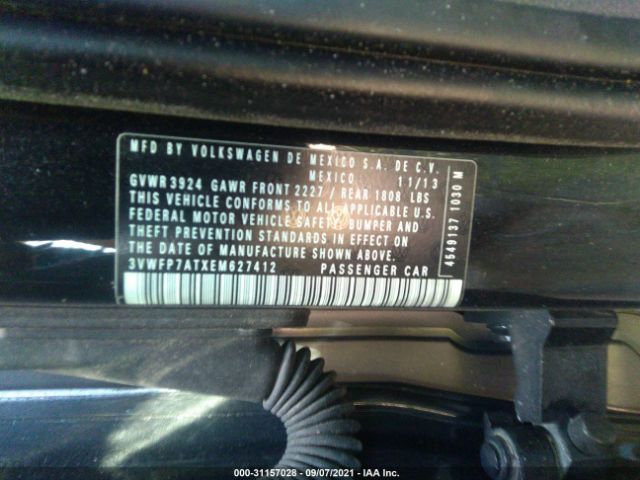 MFD BY VOLKSWAGEN DE MEXICO S.A. DE C.V.
MEXICO 11/13
GVWR 3924 GAWR FRONT 2227 / REAR 1808 LBS
THIS VEHICLE CONFORMS TO ALL APPLICABLE U.S.
FEDERAL MOTOR VEHICLE SAFETY, BUMPER AND
THEFT PREVENTION STANDARDS IN EFFECT ON
THE DATE OF MANUFACTURE SHOWN ABOVE.
3VWFP7ATXEM627412 PASSENGER CAR
4549137 1030 M
000-31157028 - 09/07/2021 - IAA Inc.